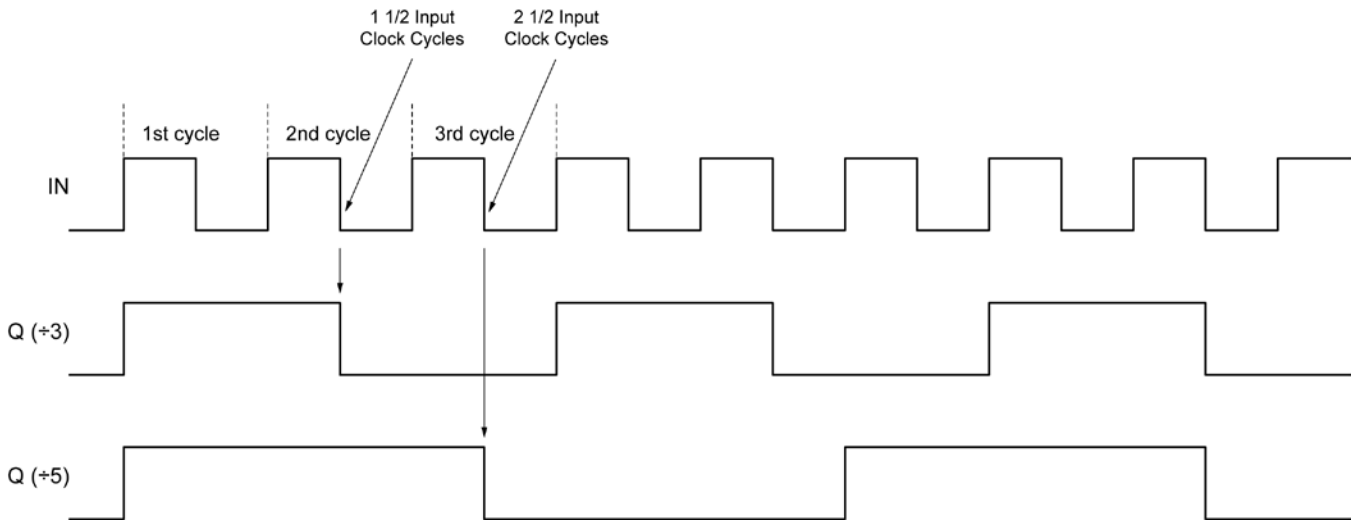 1 1/2 Input
Clock Cycles
2 1/2 Input
Clock Cycles
1st cycle
2nd cycle
3rd cycle
IN
Q (÷3)
Q (÷5)